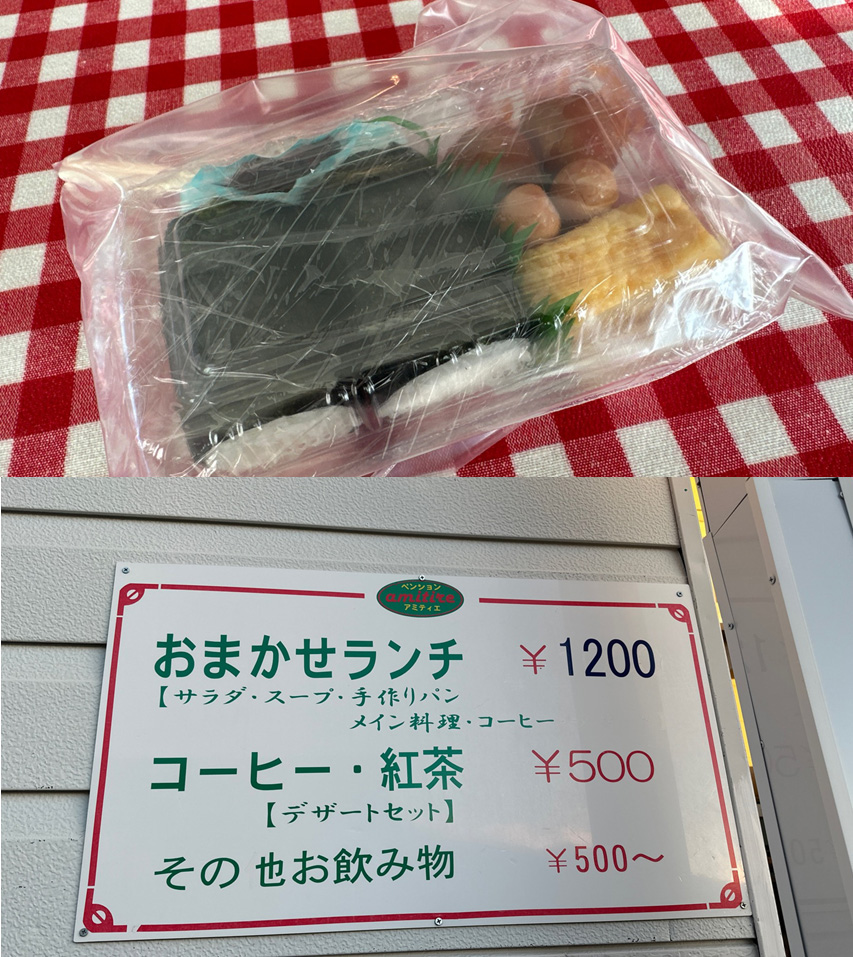 ペンション
amitié
アミティエ
おまかせランチ ¥1200
【サラダ・スープ・手作りパン
メイン料理・コーヒー
コーヒー・紅茶 ¥500
【デザートセット】
その他お飲み物 ¥500〜